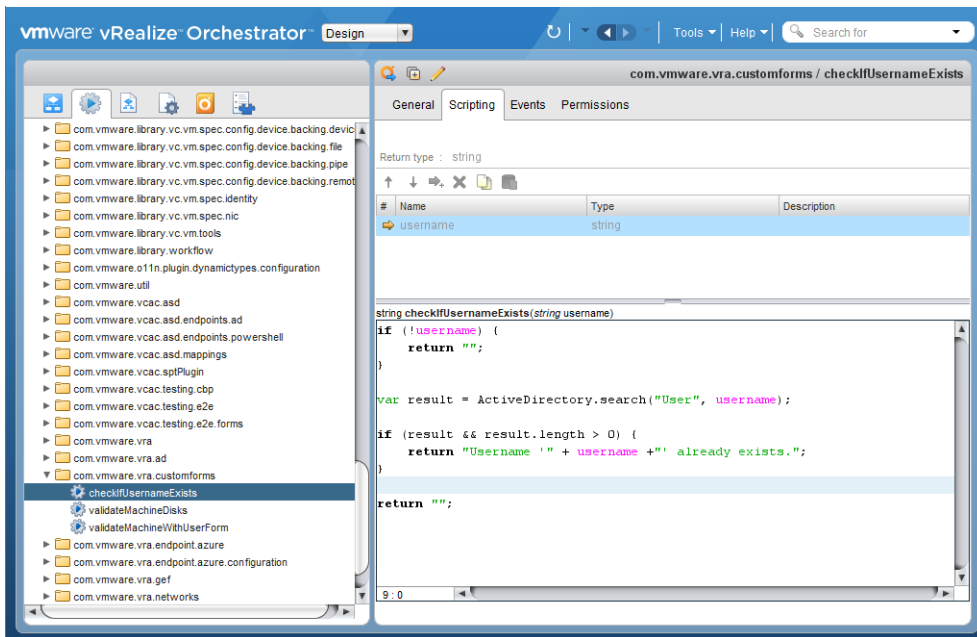 vmware vRealize Orchestrator Design Tools Help Search for
com.vmware.vra.customforms / checkIfUsernameExists
General Scripting Events Permissions
com.vmware.library.vc.vm.spec.config.device.backing.devic
com.vmware.library.vc.vm.spec.config.device.backing.file
com.vmware.library.vc.vm.spec.config.device.backing.pipe
com.vmware.library.vc.vm.spec.config.device.backing.remot
com.vmware.library.vc.vm.spec.identity
com.vmware.library.vc.vm.spec.nic
com.vmware.library.vc.vm.tools
com.vmware.library.workflow
com.vmware.o11n.plugin.dynamictypes.configuration
com.vmware.util
com.vmware.vcac.asd
com.vmware.vcac.asd.endpoints.ad
com.vmware.vcac.asd.endpoints.powershell
com.vmware.vcac.asd.mappings
com.vmware.vcac.sptPlugin
com.vmware.vcac.testing.cbp
com.vmware.vcac.testing.e2e
com.vmware.vcac.testing.e2e.forms
com.vmware.vra
com.vmware.vra.ad
com.vmware.vra.customforms
checkIfUsernameExists
validateMachineDisks
validateMachineWithUserForm
com.vmware.vra.endpoint.azure
com.vmware.vra.endpoint.azure.configuration
com.vmware.vra.gef
com.vmware.vra.networks
Return type : string
# Name Type Description
username string
string checkIfUsernameExists(string username)
if (!username) {
return "";
}
var result = ActiveDirectory.search("User", username);
if (result && result.length > 0) {
return "Username '" + username +"' already exists.";
}
return "";
9 : 0